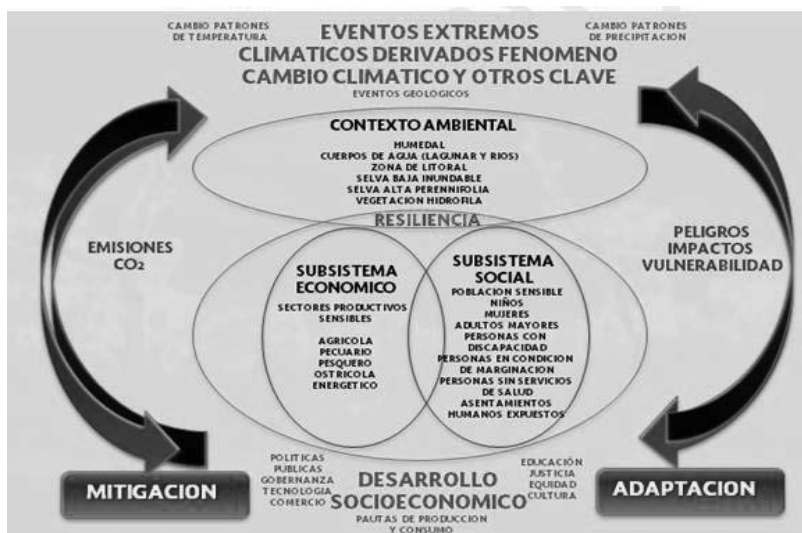 CAMBIO PATRONES
DE TEMPERATURA
EVENTOS EXTREMOS
CLIMATICOS DERIVADOS FENOMENO
CAMBIO CLIMATICO Y OTROS CLAVE
EVENTOS GEOLOGICOS
CAMBIO PATRONES
DE PRECIPITACION
CONTEXTO AMBIENTAL
HUMEDAL
CUERPOS DE AGUA (LAGUNAR Y RIOS)
ZONA DE LITORAL
SELVA BAJA INUNDABLE
SELVA ALTA PERENNIFOLIA
VEGETACION HIDROFILA
RESILIENCIA
EMISIONES
CO2
PELIGROS
IMPACTOS
VULNERABILIDAD
SUBSISTEMA
ECONOMICO
SECTORES PRODUCTIVOS
SENSIBLES
AGRICOLA
PECUARIO
PESQUERO
OSTRICOLA
ENERGETICO
SUBSISTEMA
SOCIAL
POBLACION SENSIBLE
NIÑOS
MUJERES
ADULTOS MAYORES
PERSONAS CON
DISCAPACIDAD
PERSONAS EN CONDICION
DE MARGINACION
PERSONAS SIN SERVICIOS
DE SALUD
ASENTAMIENTOS
HUMANOS EXPUESTOS
MITIGACION
POLITICAS
PUBLICAS
GOBERNANZA
TECNOLOGIA
COMERCIO
DESARROLLO
SOCIOECONOMICO
PAUTAS DE PRODUCCION
Y CONSUMO
EDUCACIÓN
JUSTICIA
EQUIDAD
CULTURA
ADAPTACION